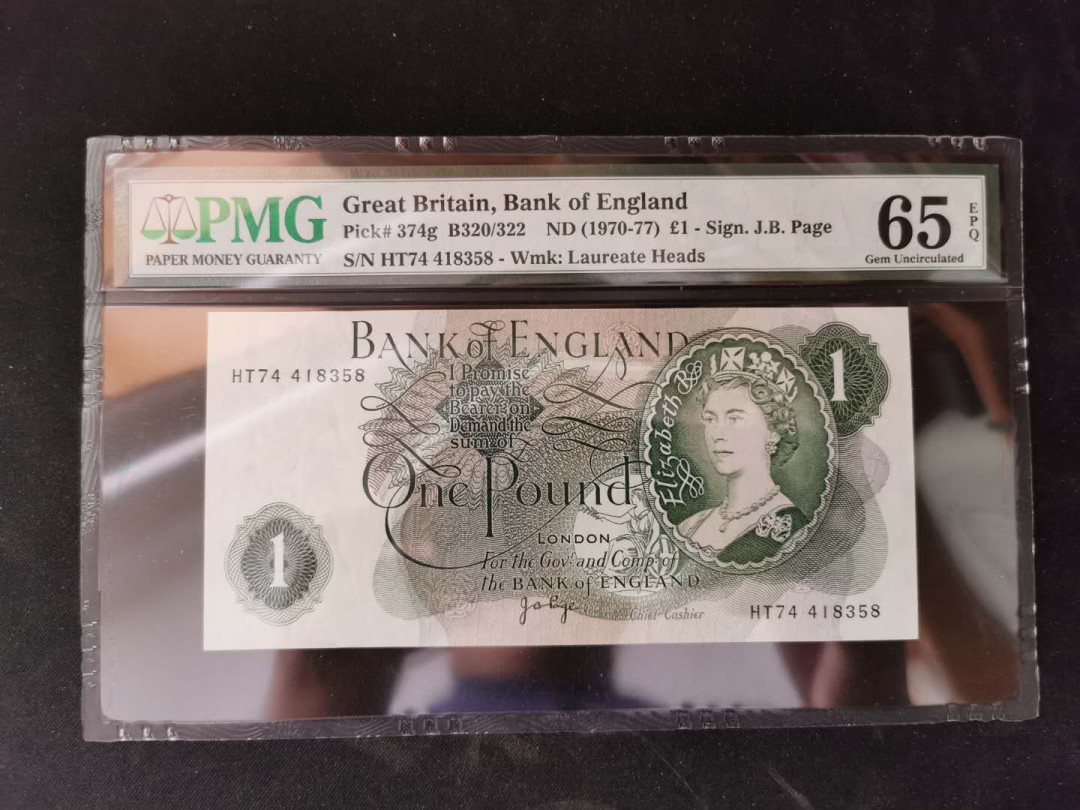 PMG
PAPER MONEY GUARANTY
Great Britain, Bank of England
Pick# 374g B320/322 ND (1970-77) £1 - Sign. J.B. Page
S/N HT74 418358 - Wmk: Laureate Heads
65
EPQ
Gem Uncirculated
BANK of ENGLAND
HT74 418358
I Promise
to pay the
Bearer on
Demand the
sum of
One Pound
Elizabeth
1
1
LONDON
For the Govr and Compa of
the BANK of ENGLAND
Chief Cashier
HT74 418358